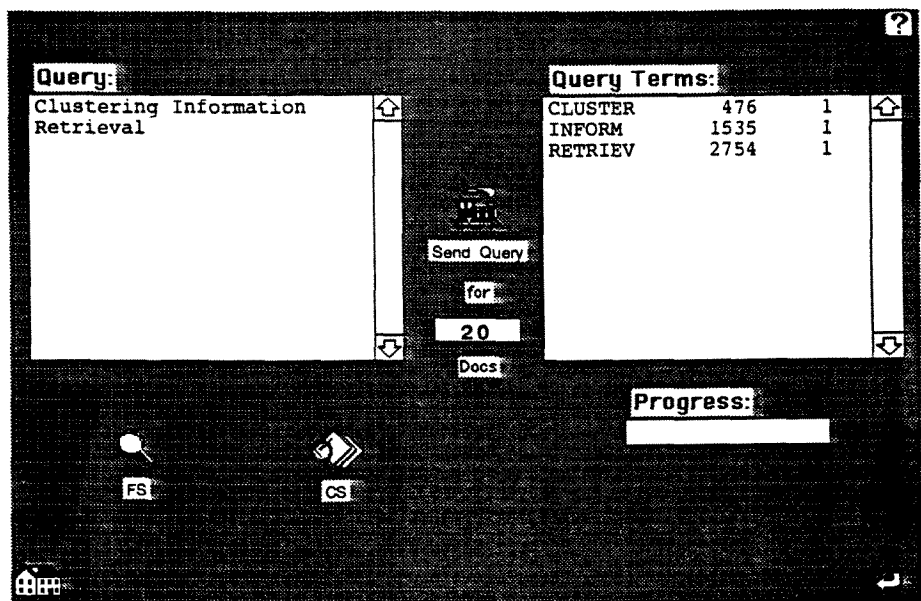 ?
Query:
Clustering Information
Retrieval
Query Terms:
CLUSTER 476 1
INFORM 1535 1
RETRIEV 2754 1
Send Query
for
20
Docs
Progress:
FS
CS